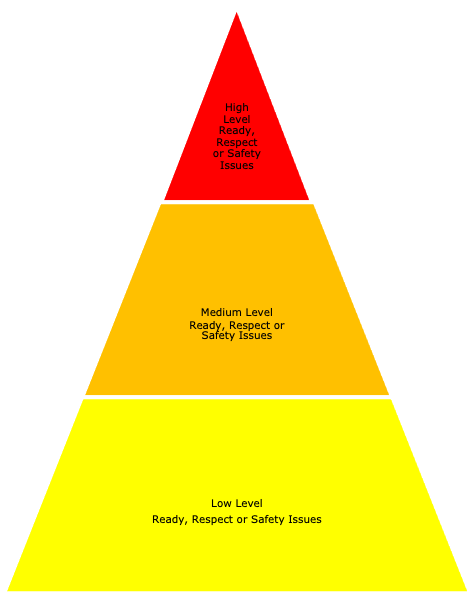 High
Level
Ready,
Respect
or Safety
Issues
Medium Level
Ready, Respect or
Safety Issues
Low Level
Ready, Respect or Safety Issues